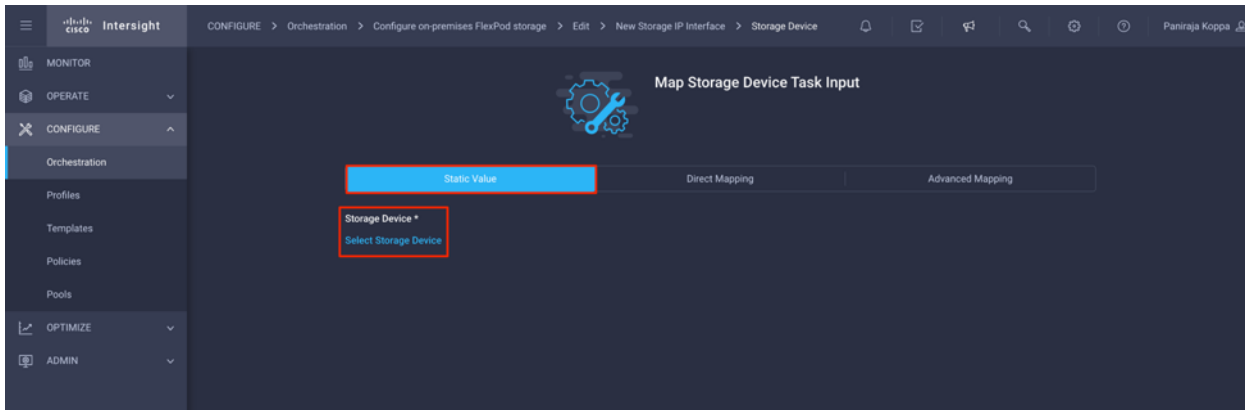 cisco Intersight
CONFIGURE > Orchestration > Configure on-premises FlexPod storage > Edit > New Storage IP Interface > Storage Device
Paniraja Koppa
MONITOR
OPERATE
CONFIGURE
Orchestration
Profiles
Templates
Policies
Pools
OPTIMIZE
ADMIN
Map Storage Device Task Input
Static Value
Direct Mapping
Advanced Mapping
Storage Device *
Select Storage Device